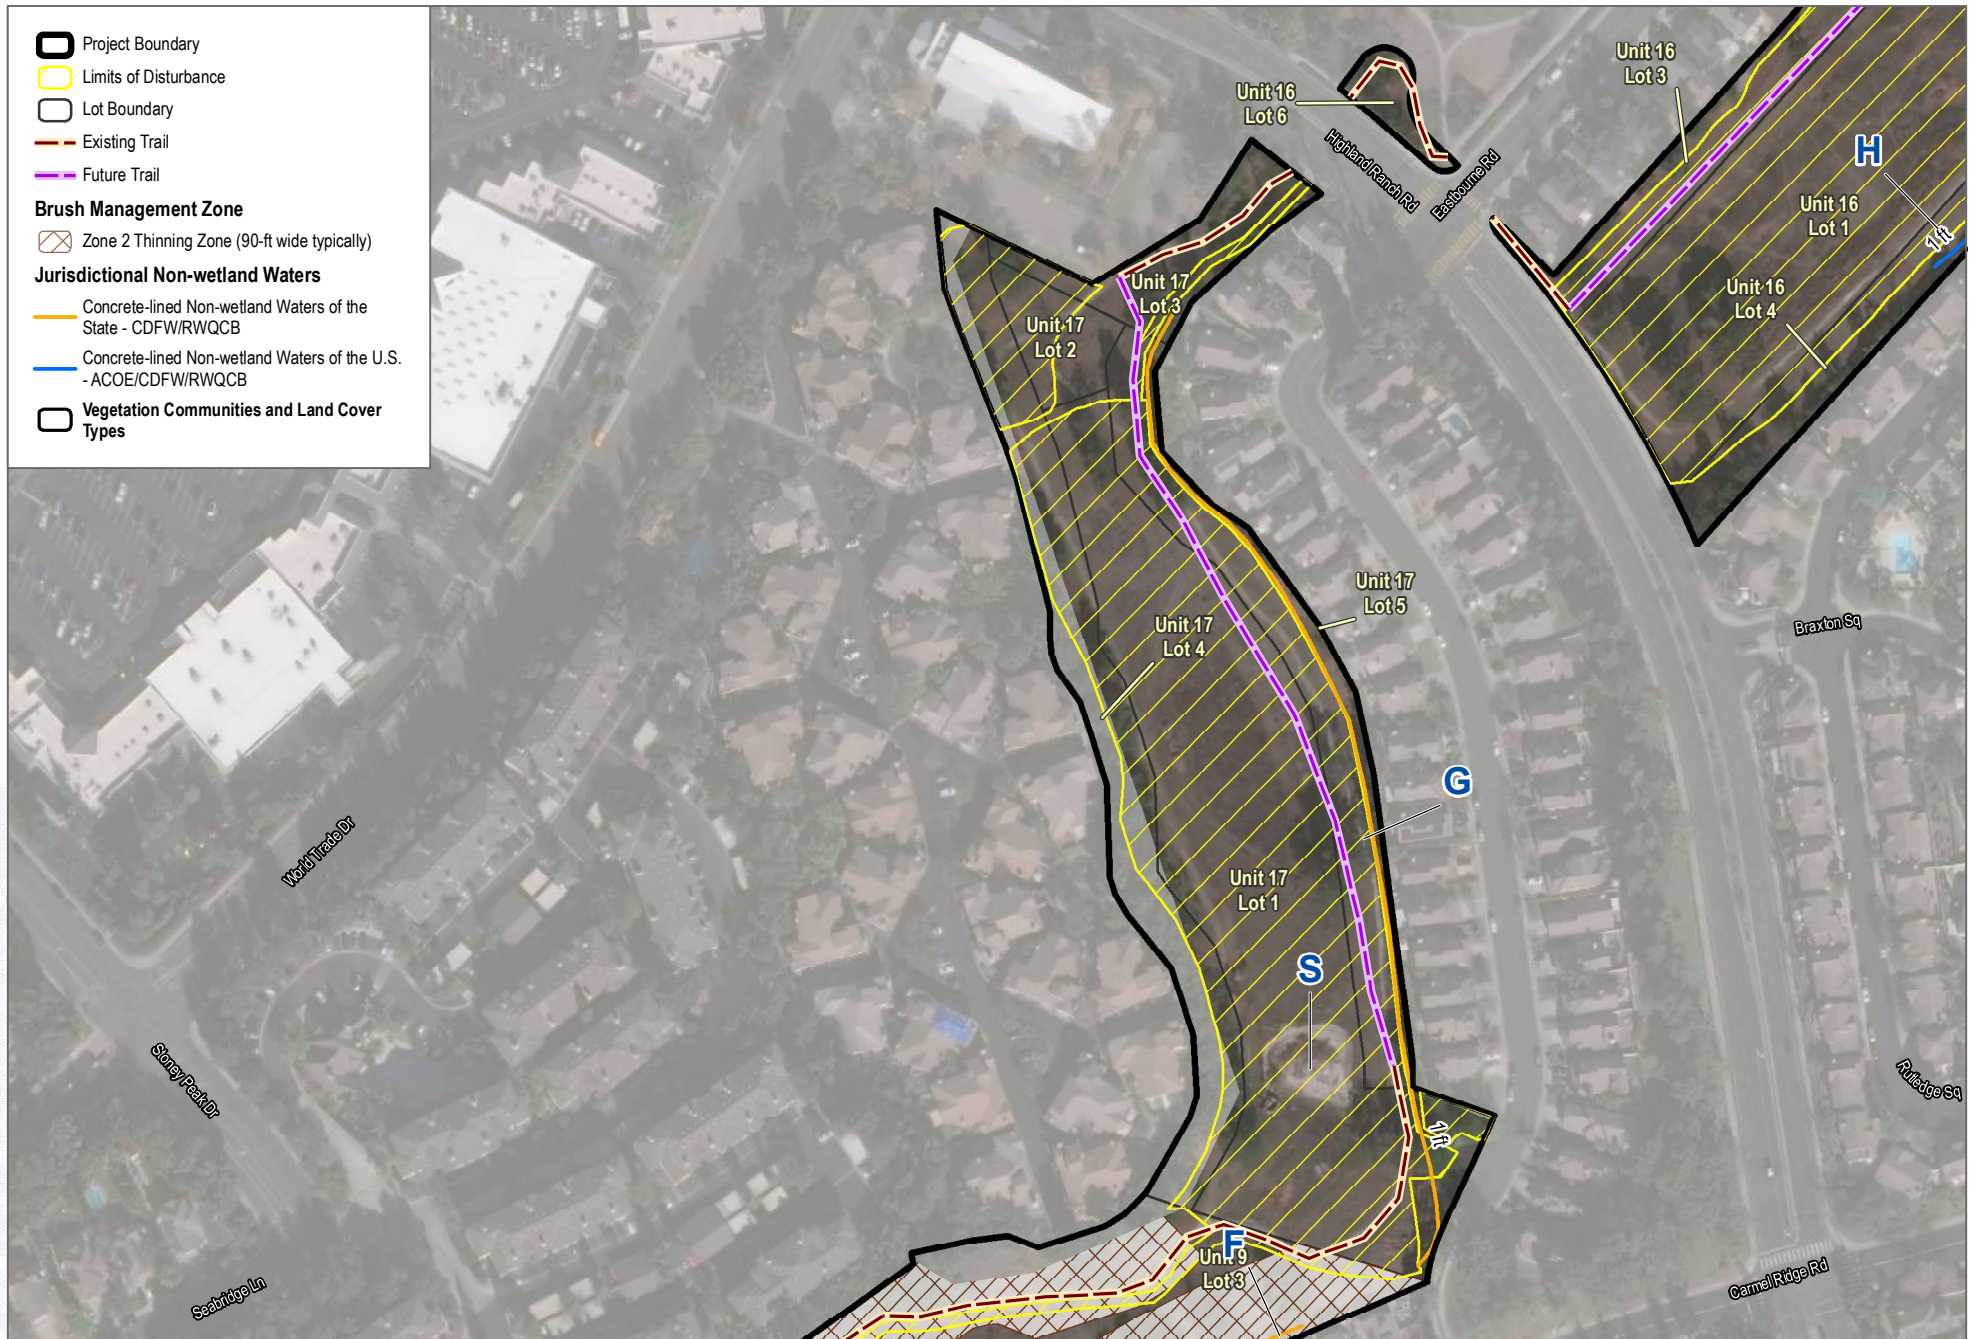 Project Boundary
Limits of Disturbance
Lot Boundary
Existing Trail
Future Trail
Brush Management Zone
Zone 2 Thinning Zone (90-ft wide typically)
Jurisdictional Non-wetland Waters
Concrete-lined Non-wetland Waters of the
State - CDFW/RWQCB
Concrete-lined Non-wetland Waters of the U.S.
- ACOE/CDFW/RWQCB
Vegetation Communities and Land Cover
Types
Unit 16
Lot 3
Unit 16
Lot 6
Highland Ranch Rd
Eastbourne Rd
H
Unit 16
Lot 1
1 ft
Unit 16
Lot 4
Unit 17
Lot 3
Unit 17
Lot 2
Unit 17
Lot 5
Unit 17
Lot 4
Braxton Sq
G
Unit 17
Lot 1
S
World Trade Dr
Stoney Peak Dr
Rutledge Sq
1 ft
F
Unit 9
Lot 3
Seabridge Ln
Carmel Ridge Rd